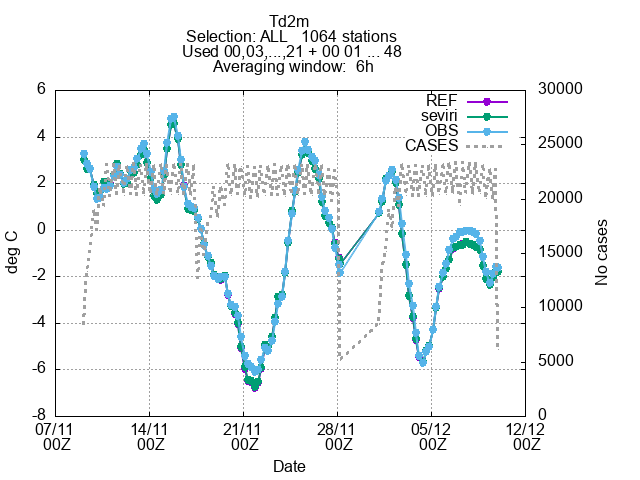 Td2m
Selection: ALL   1064 stations
Used 00,03,...,21 + 00 01 ... 48
Averaging window:  6h
REF
seviri
OBS
CASES
deg C
6
4
2
0
-2
-4
-6
-8
30000
25000
20000
15000
10000
5000
0
No cases
07/11 14/11 21/11 28/11 05/12 12/12
00Z 00Z 00Z 00Z 00Z 00Z
Date